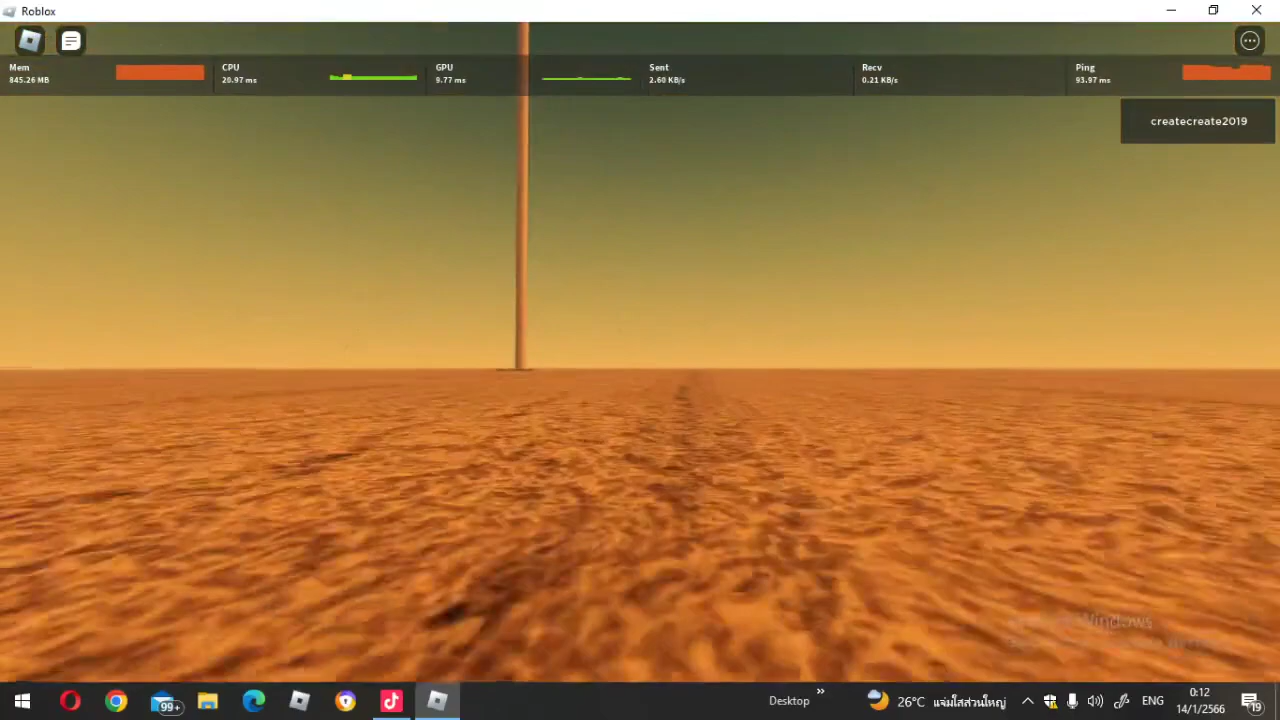 Roblox
Mem
845.26 MB
CPU
20.97 ms
GPU
9.77 ms
Sent
2.60 KB/s
Recv
0.21 KB/s
Ping
93.97 ms
createcreate2019
Windows
99+
Desktop
26°C แจ่มใสส่วนใหญ่
ENG
0:12
14/1/2566
19